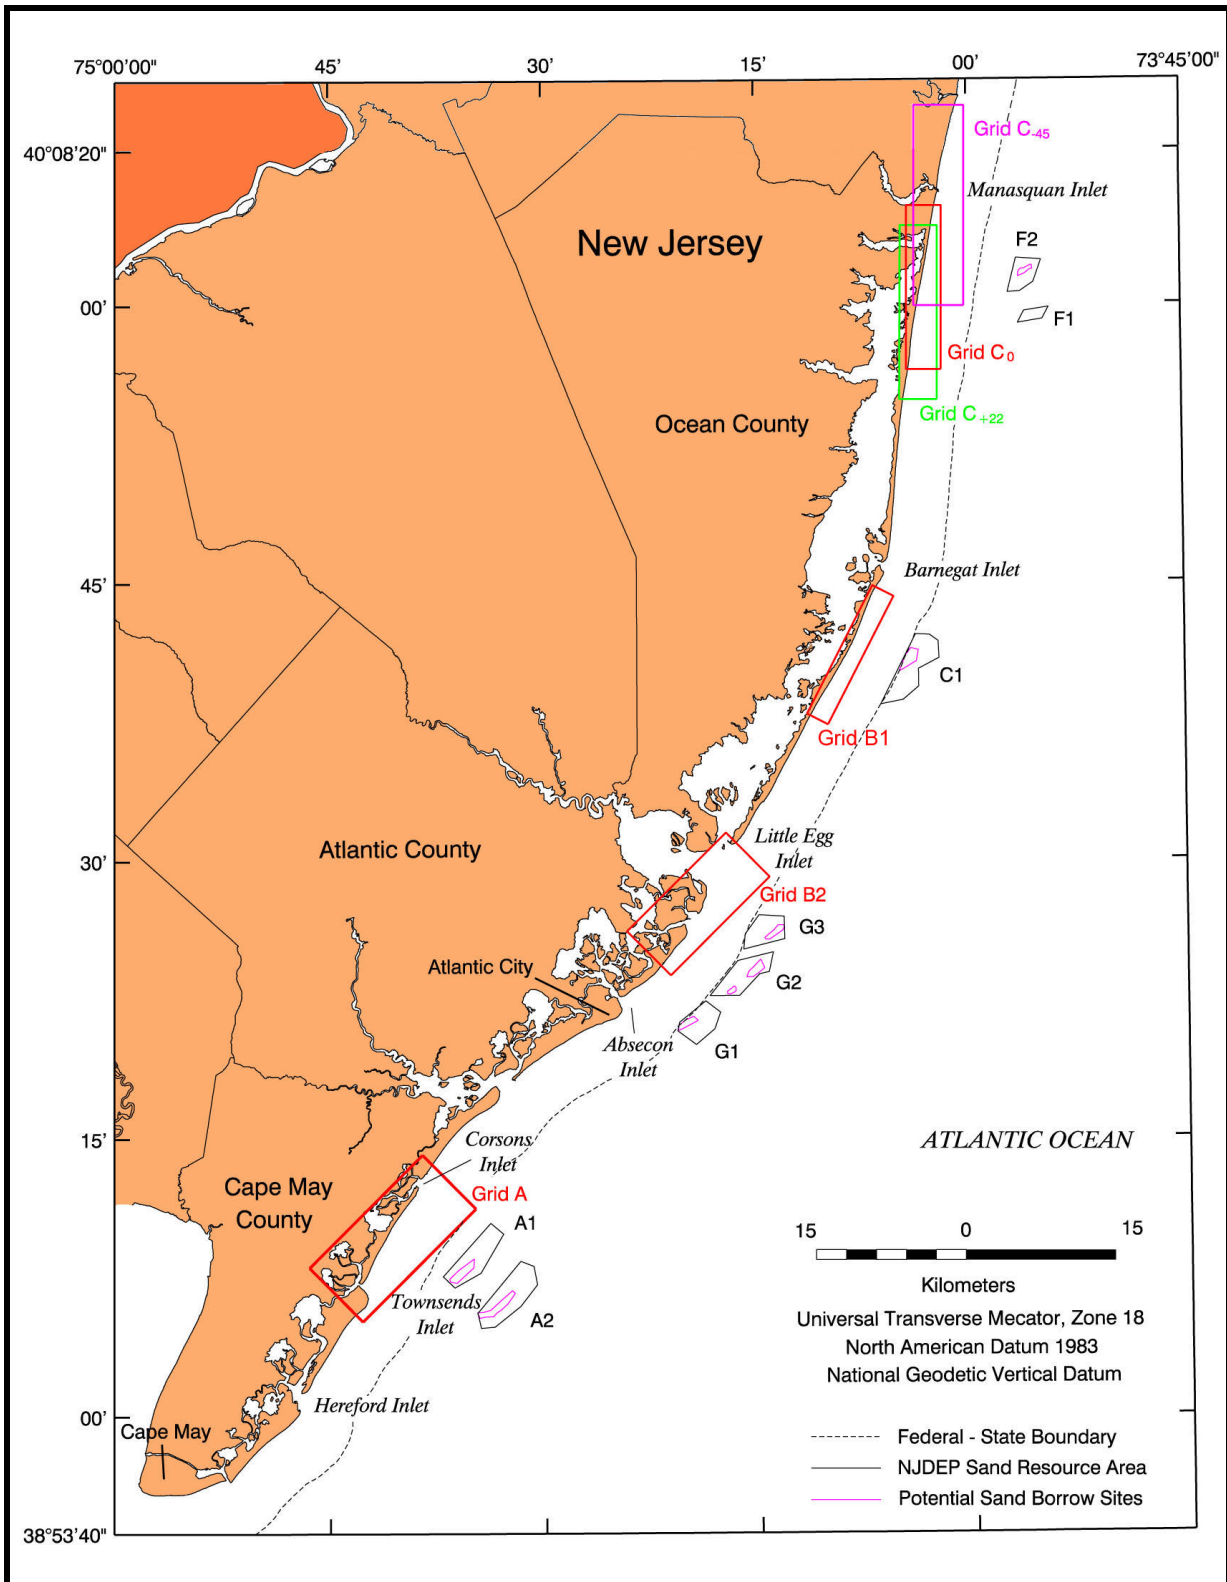 75°00'00" 45' 30' 15' 00' 73°45'00"
40°08'20"
Grid C-45
Manasquan Inlet
New Jersey
F2
00'
F1
Grid C0
Grid C+22
Ocean County
45'
Barnegat Inlet
C1
Grid B1
30'
Atlantic County
Little Egg
Inlet
Grid B2
G3
Atlantic City
G2
Absecon
Inlet
G1
15'
Corsons
Inlet
ATLANTIC OCEAN
Cape May
County
Grid A
A1
Townsends
Inlet
A2
15 0 15
Kilometers
Universal Transverse Mecator, Zone 18
North American Datum 1983
National Geodetic Vertical Datum
Hereford Inlet
00'
Cape May
Federal - State Boundary
NJDEP Sand Resource Area
Potential Sand Borrow Sites
38°53'40"